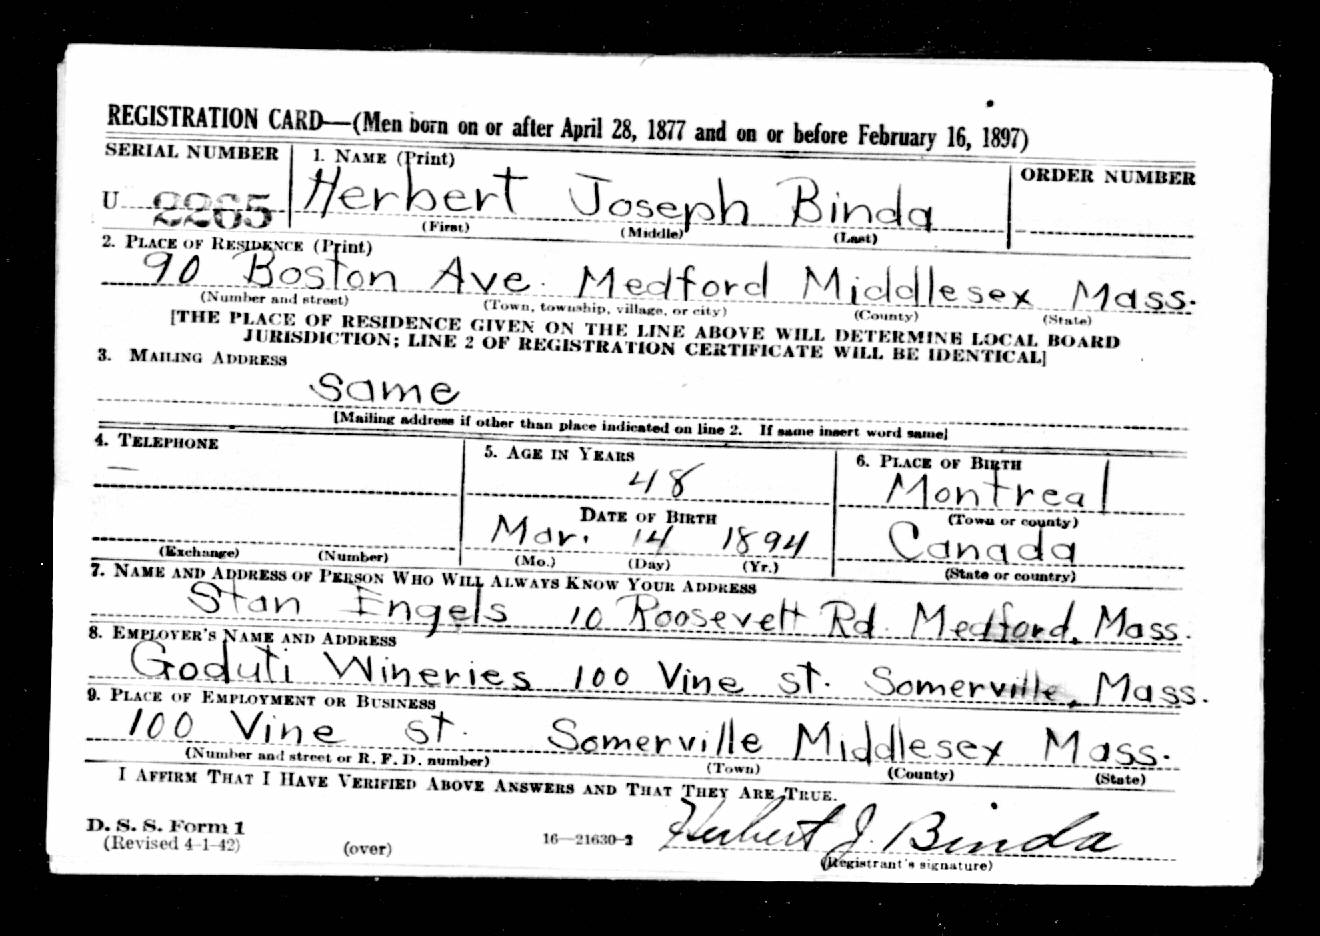 REGISTRATION CARD—(Men born on or after April 28, 1877 and on or before February 16, 1897)
SERIAL NUMBER
1. NAME (Print)
ORDER NUMBER
U 2265
Herbert Joseph Binda
(First) (Middle) (Last)
2. PLACE OF RESIDENCE (Print)
90 Boston Ave. Medford Middlesex Mass.
(Number and street) (Town, township, village, or city) (County) (State)
[THE PLACE OF RESIDENCE GIVEN ON THE LINE ABOVE WILL DETERMINE LOCAL BOARD
JURISDICTION; LINE 2 OF REGISTRATION CERTIFICATE WILL BE IDENTICAL]
3. MAILING ADDRESS
Same
[Mailing address if other than place indicated on line 2. If same insert word same]
4. TELEPHONE
—
(Exchange) (Number)
5. AGE IN YEARS
48
DATE OF BIRTH
Mar. 14 1894
(Mo.) (Day) (Yr.)
6. PLACE OF BIRTH
Montreal
(Town or county)
Canada
(State or country)
7. NAME AND ADDRESS OF PERSON WHO WILL ALWAYS KNOW YOUR ADDRESS
Stan Engels 10 Roosevelt Rd. Medford, Mass.
8. EMPLOYER'S NAME AND ADDRESS
Goduti Wineries 100 Vine St. Somerville, Mass.
9. PLACE OF EMPLOYMENT OR BUSINESS
100 Vine St. Somerville Middlesex Mass.
(Number and street or R. F. D. number) (Town) (County) (State)
I AFFIRM THAT I HAVE VERIFIED ABOVE ANSWERS AND THAT THEY ARE TRUE.
Herbert J. Binda
(Registrant's signature)
D. S. S. Form 1
(Revised 4-1-42) (over) 16—21630-2